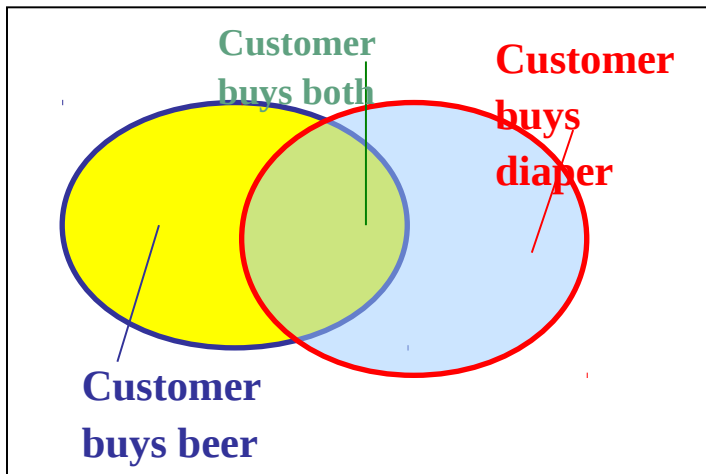 Customer
buys both
Customer
buys
diaper
Customer
buys beer